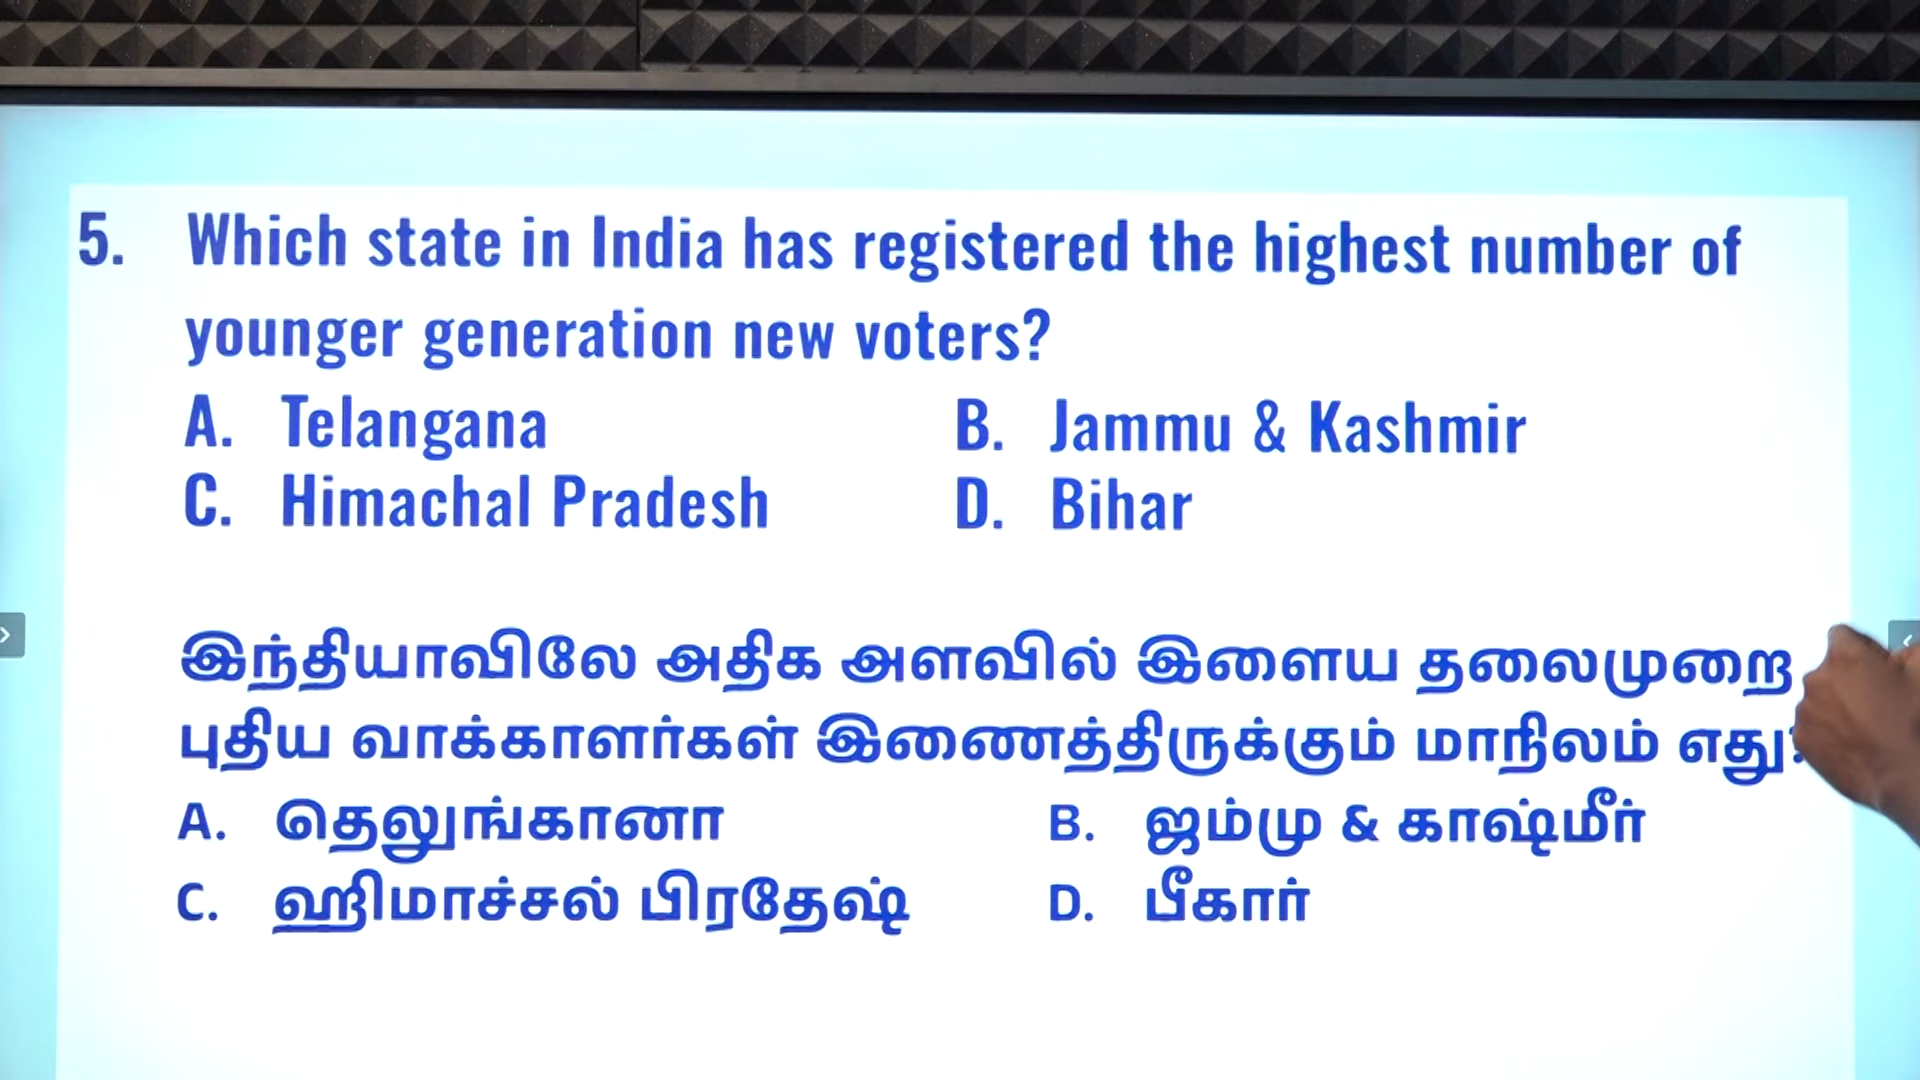 5. Which state in India has registered the highest number of
younger generation new voters?
A. Telangana B. Jammu & Kashmir
C. Himachal Pradesh D. Bihar
இந்தியாவிலே அதிக அளவில் இளைய தலைமுறை
புதிய வாக்காளர்கள் இணைத்திருக்கும் மாநிலம் எது?
A. தெலுங்கானா B. ஜம்மு & காஷ்மீர்
C. ஹிமாச்சல் பிரதேஷ் D. பீகார்